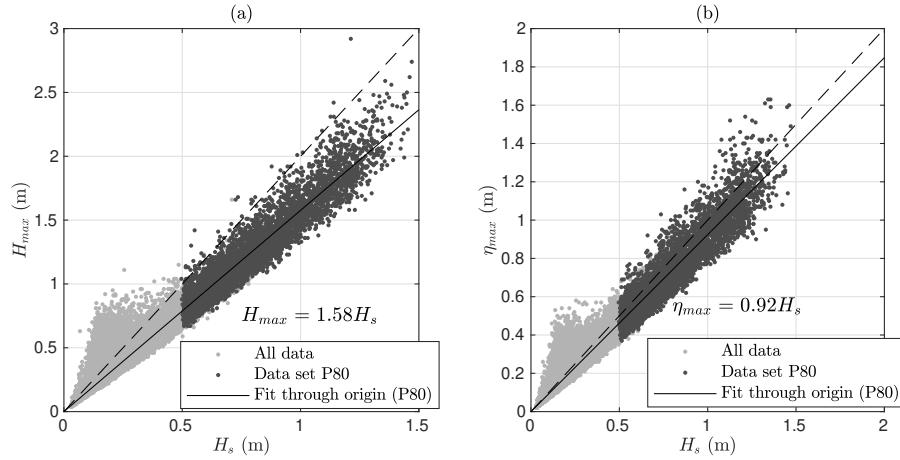 (a)
3
2.5
2
1.5
1
0.5
0
0
0.5
1
1.5
H_max (m)
H_s (m)
H_max = 1.58H_s
All data
Data set P80
Fit through origin (P80)
(b)
2
1.8
1.6
1.4
1.2
1
0.8
0.6
0.4
0.2
0
0
0.5
1
1.5
2
η_max (m)
H_s (m)
η_max = 0.92H_s
All data
Data set P80
Fit through origin (P80)